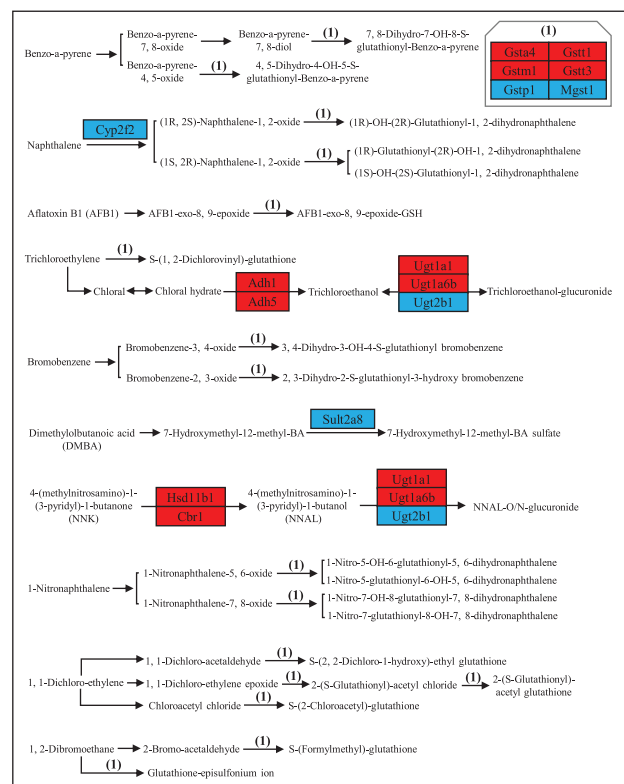 Benzo-a-pyrene
Benzo-a-pyrene-
7, 8-oxide
Benzo-a-pyrene-
7, 8-diol
(1)
7, 8-Dihydro-7-OH-8-S-
glutathionyl-Benzo-a-pyrene
Benzo-a-pyrene-
4, 5-oxide
(1)
4, 5-Dihydro-4-OH-5-S-
glutathionyl-Benzo-a-pyrene
(1)
Gsta4 Gstt1
Gstm1 Gstt3
Gstp1 Mgst1
Naphthalene
Cyp2f2
(1R, 2S)-Naphthalene-1, 2-oxide
(1)
(1R)-OH-(2R)-Glutathionyl-1, 2-dihydronaphthalene
(1S, 2R)-Naphthalene-1, 2-oxide
(1)
(1R)-Glutathionyl-(2R)-OH-1, 2-dihydronaphthalene
(1S)-OH-(2S)-Glutathionyl-1, 2-dihydronaphthalene
Aflatoxin B1 (AFB1)
AFB1-exo-8, 9-epoxide
(1)
AFB1-exo-8, 9-epoxide-GSH
Trichloroethylene
(1)
S-(1, 2-Dichlorovinyl)-glutathione
Chloral
Chloral hydrate
Adh1
Adh5
Trichloroethanol
Ugt1a1
Ugt1a6b
Ugt2b1
Trichloroethanol-glucuronide
Bromobenzene
Bromobenzene-3, 4-oxide
(1)
3, 4-Dihydro-3-OH-4-S-glutathionyl bromobenzene
Bromobenzene-2, 3-oxide
(1)
2, 3-Dihydro-2-S-glutathionyl-3-hydroxy bromobenzene
Dimethylolbutanoic acid
(DMBA)
7-Hydroxymethyl-12-methyl-BA
Sult2a8
7-Hydroxymethyl-12-methyl-BA sulfate
4-(methylnitrosamino)-1-
(3-pyridyl)-1-butanone
(NNK)
Hsd11b1
Cbr1
4-(methylnitrosamino)-1-
(3-pyridyl)-1-butanol
(NNAL)
Ugt1a1
Ugt1a6b
Ugt2b1
NNAL-O/N-glucuronide
1-Nitronaphthalene
1-Nitronaphthalene-5, 6-oxide
(1)
1-Nitro-5-OH-6-glutathionyl-5, 6-dihydronaphthalene
1-Nitro-5-glutathionyl-6-OH-5, 6-dihydronaphthalene
1-Nitronaphthalene-7, 8-oxide
(1)
1-Nitro-7-OH-8-glutathionyl-7, 8-dihydronaphthalene
1-Nitro-7-glutathionyl-8-OH-7, 8-dihydronaphthalene
1, 1-Dichloro-ethylene
1, 1-Dichloro-acetaldehyde
(1)
S-(2, 2-Dichloro-1-hydroxy)-ethyl glutathione
1, 1-Dichloro-ethylene epoxide
(1)
2-(S-Glutathionyl)-acetyl chloride
(1)
2-(S-Glutathionyl)-
acetyl glutathione
Chloroacetyl chloride
(1)
S-(2-Chloroacetyl)-glutathione
1, 2-Dibromoethane
2-Bromo-acetaldehyde
(1)
S-(Formylmethyl)-glutathione
(1)
Glutathione-episulfonium ion